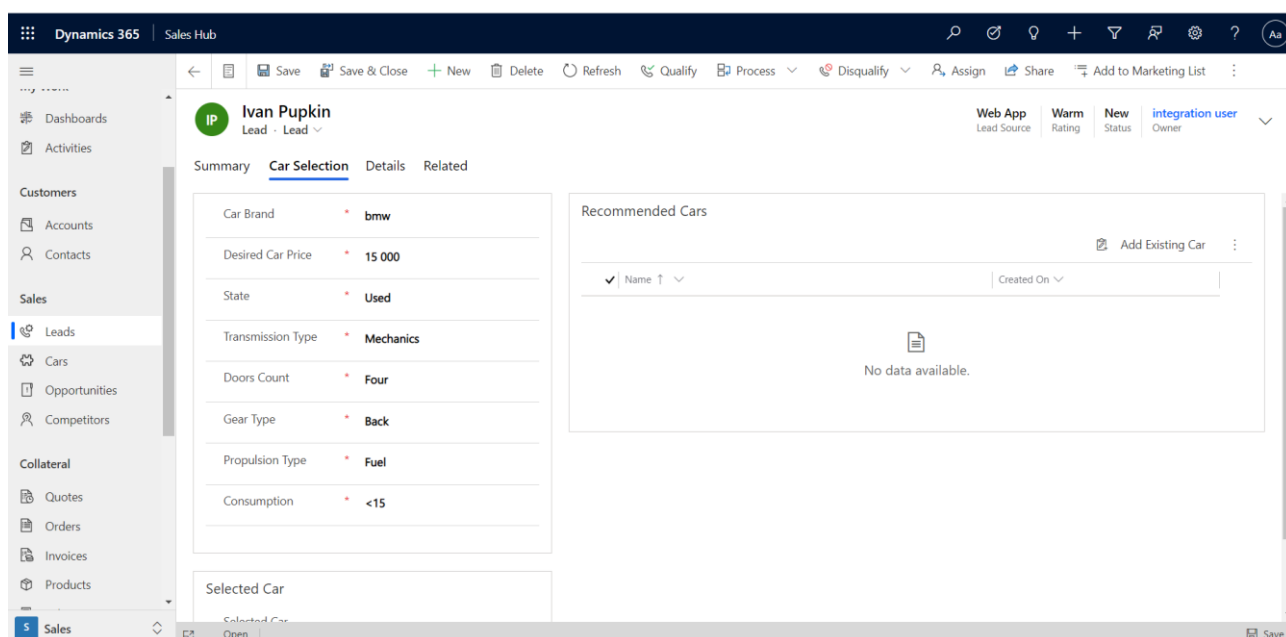 Dynamics 365 Sales Hub Aa
Save Save & Close New Delete Refresh Qualify Process Disqualify Assign Share Add to Marketing List
Dashboards
Activities
Customers
Accounts
Contacts
Sales
Leads
Cars
Opportunities
Competitors
Collateral
Quotes
Orders
Invoices
Products
S Sales
IP Ivan Pupkin
Lead · Lead
Web App Warm New integration user
Lead Source Rating Status Owner
Summary Car Selection Details Related
Car Brand * bmw
Desired Car Price * 15 000
State * Used
Transmission Type * Mechanics
Doors Count * Four
Gear Type * Back
Propulsion Type * Fuel
Consumption * <15
Selected Car
Selected Car
Recommended Cars
Add Existing Car
Name ↑ Created On
No data available.
Open Save